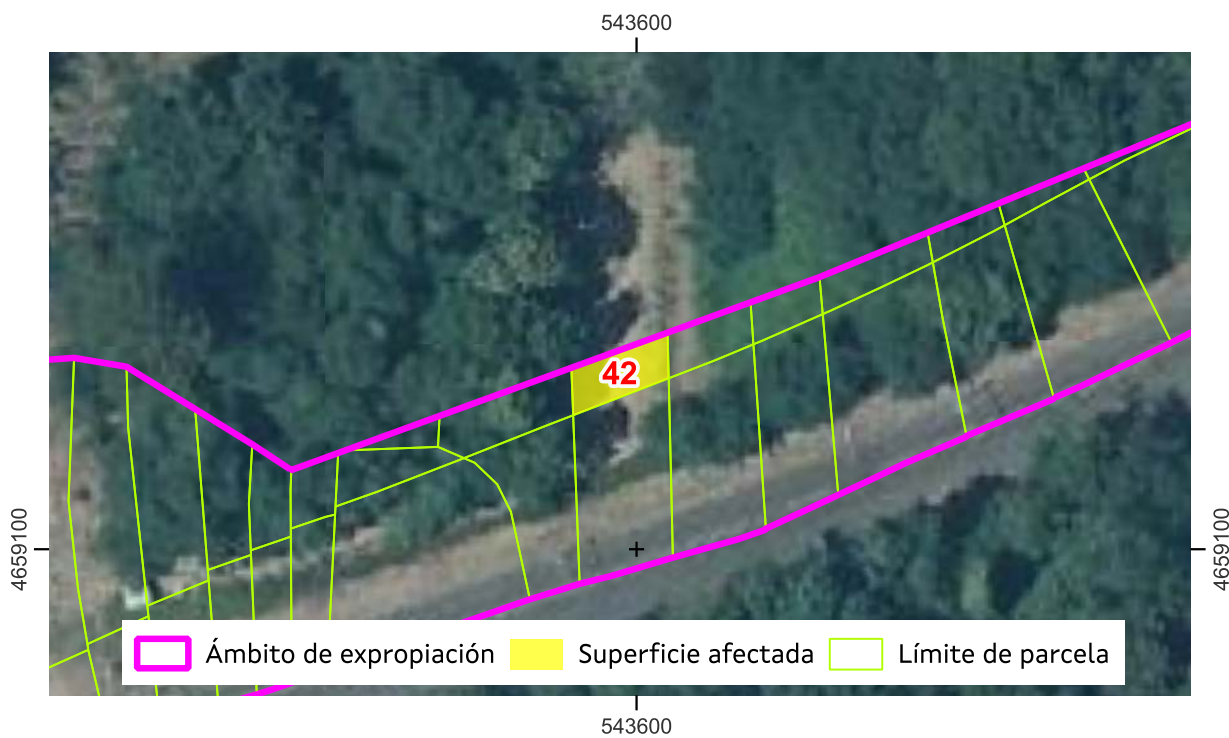 543600
42
4659100
4659100
Ámbito de expropiación
Superficie afectada
Límite de parcela
543600